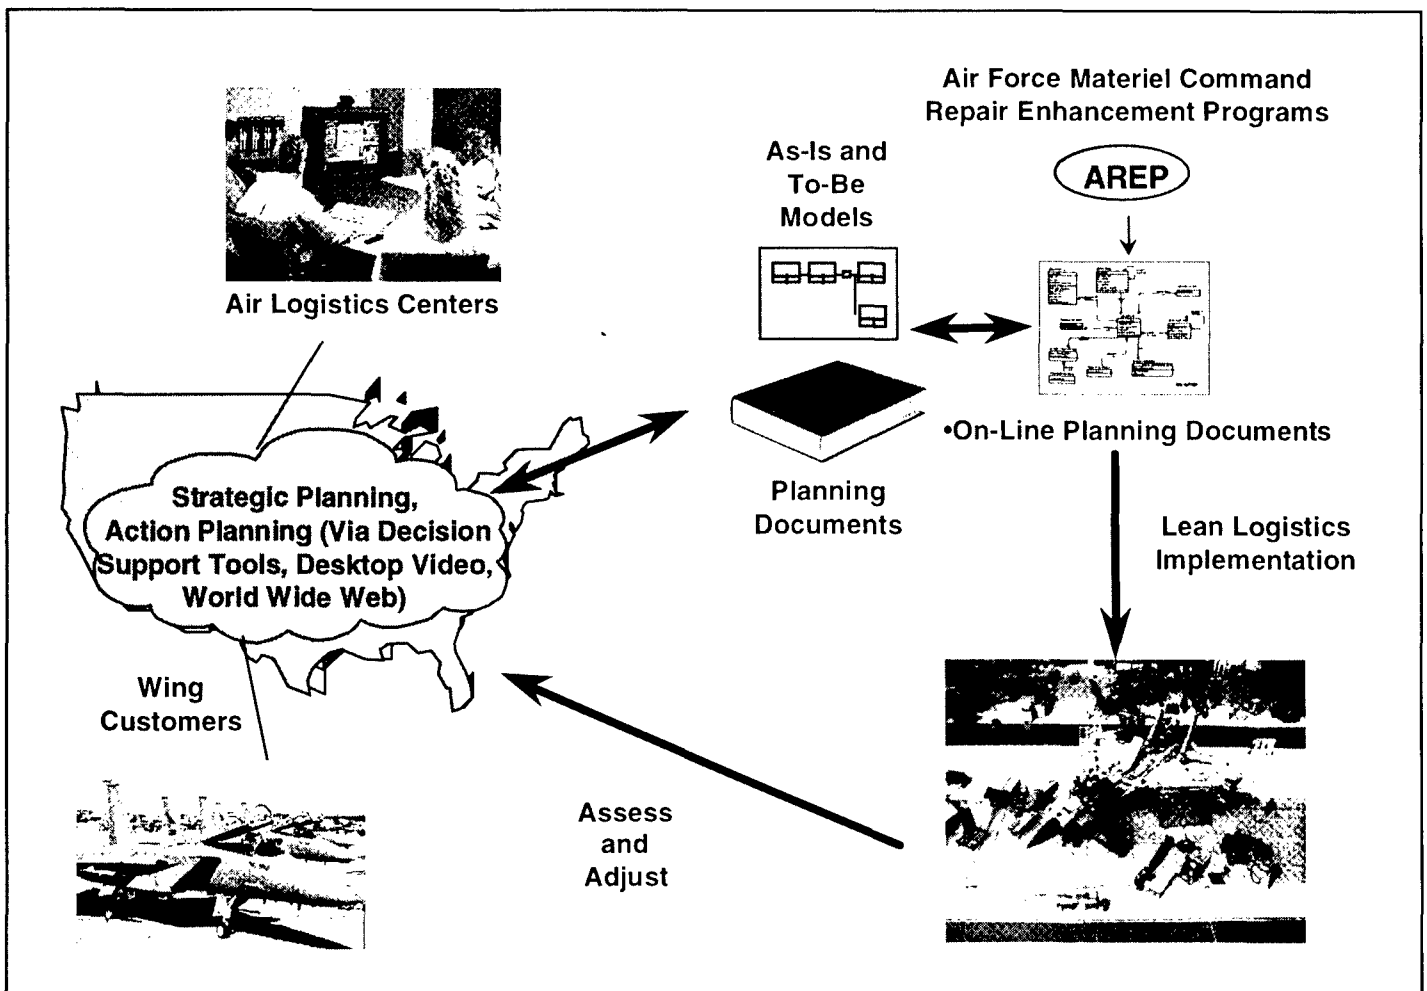 Air Force Materiel Command
Repair Enhancement Programs
AREP
As-Is and
To-Be
Models
Air Logistics Centers
•On-Line Planning Documents
Strategic Planning,
Action Planning (Via Decision
Support Tools, Desktop Video,
World Wide Web)
Planning
Documents
Lean Logistics
Implementation
Wing
Customers
Assess
and
Adjust